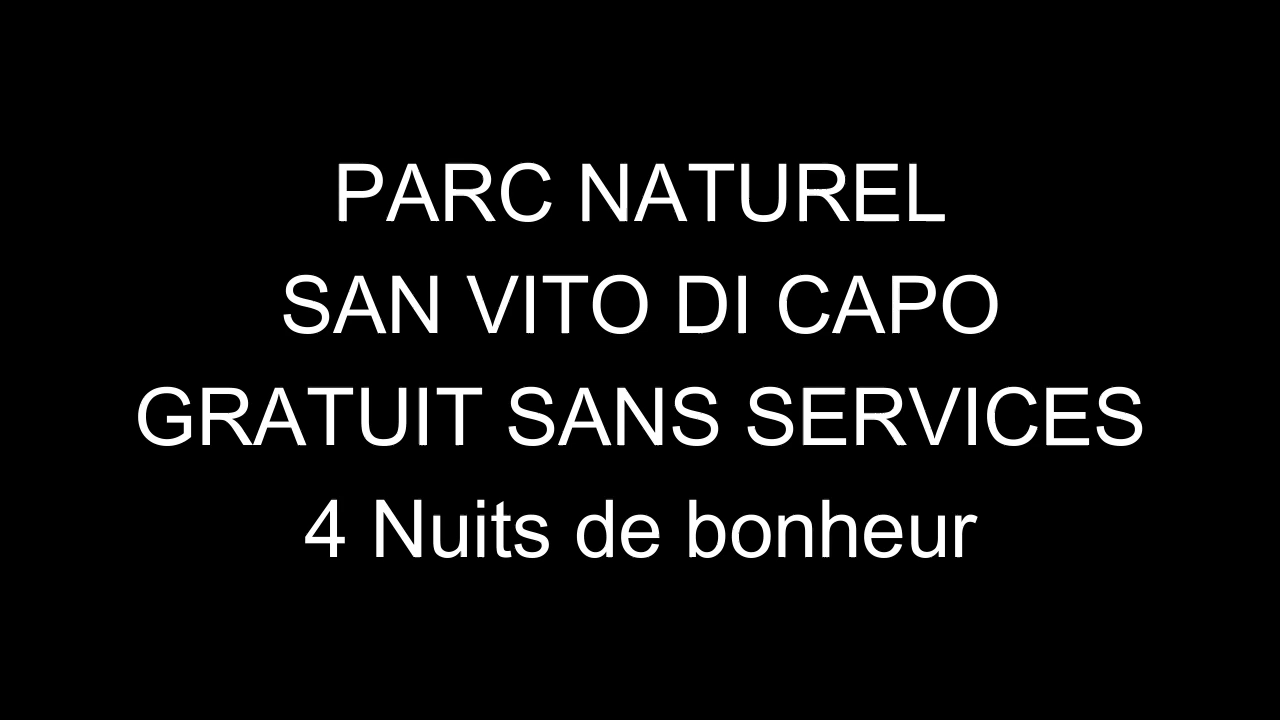 PARC NATUREL
SAN VITO DI CAPO
GRATUIT SANS SERVICES
4 Nuits de bonheur